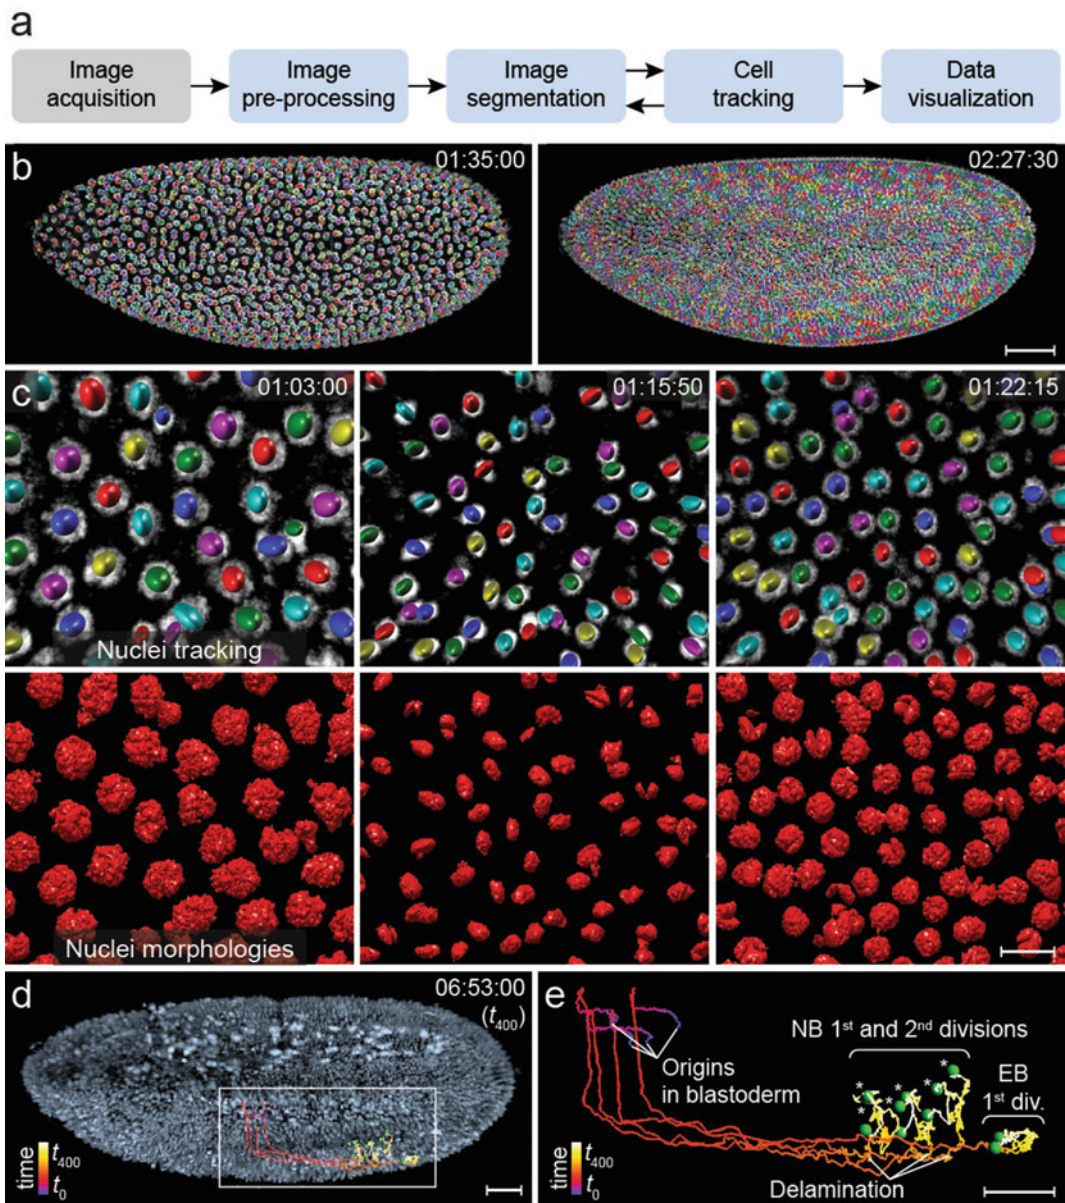 a
Image
acquisition
Image
pre-processing
Image
segmentation
Cell
tracking
Data
visualization
b
01:35:00
02:27:30
c
01:03:00
01:15:50
01:22:15
Nuclei tracking
Nuclei morphologies
d
06:53:00
(t400)
time
t400
t0
e
NB 1st and 2nd divisions
Origins
in blastoderm
EB
1st div.
* * * * * *
time
t400
t0
Delamination